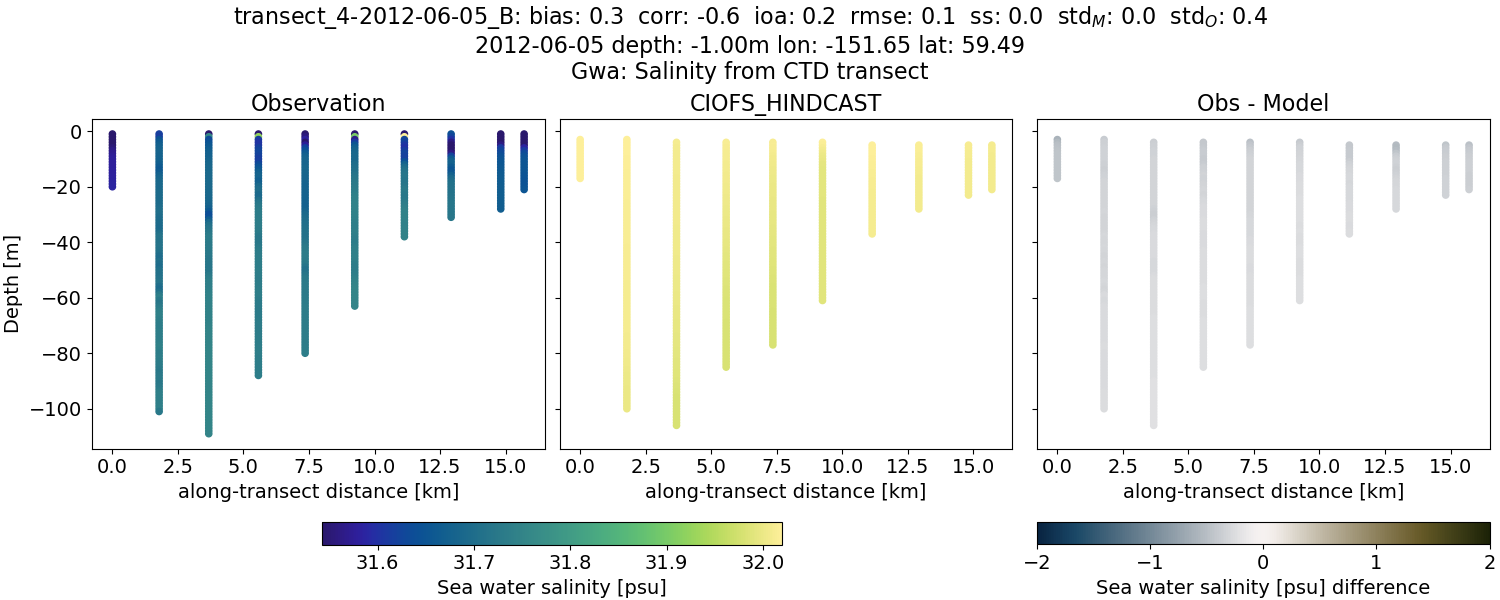 transect_4-2012-06-05_B: bias: 0.3 corr: -0.6 ioa: 0.2 rmse: 0.1 ss: 0.0 std_M: 0.0 std_O: 0.4
2012-06-05 depth: -1.00m lon: -151.65 lat: 59.49
Gwa: Salinity from CTD transect
Observation
CIOFS_HINDCAST
Obs - Model
Depth [m]
0
−20
−40
−60
−80
−100
0.0 2.5 5.0 7.5 10.0 12.5 15.0
0.0 2.5 5.0 7.5 10.0 12.5 15.0
0.0 2.5 5.0 7.5 10.0 12.5 15.0
along-transect distance [km]
along-transect distance [km]
along-transect distance [km]
31.6 31.7 31.8 31.9 32.0
Sea water salinity [psu]
−2 −1 0 1 2
Sea water salinity [psu] difference